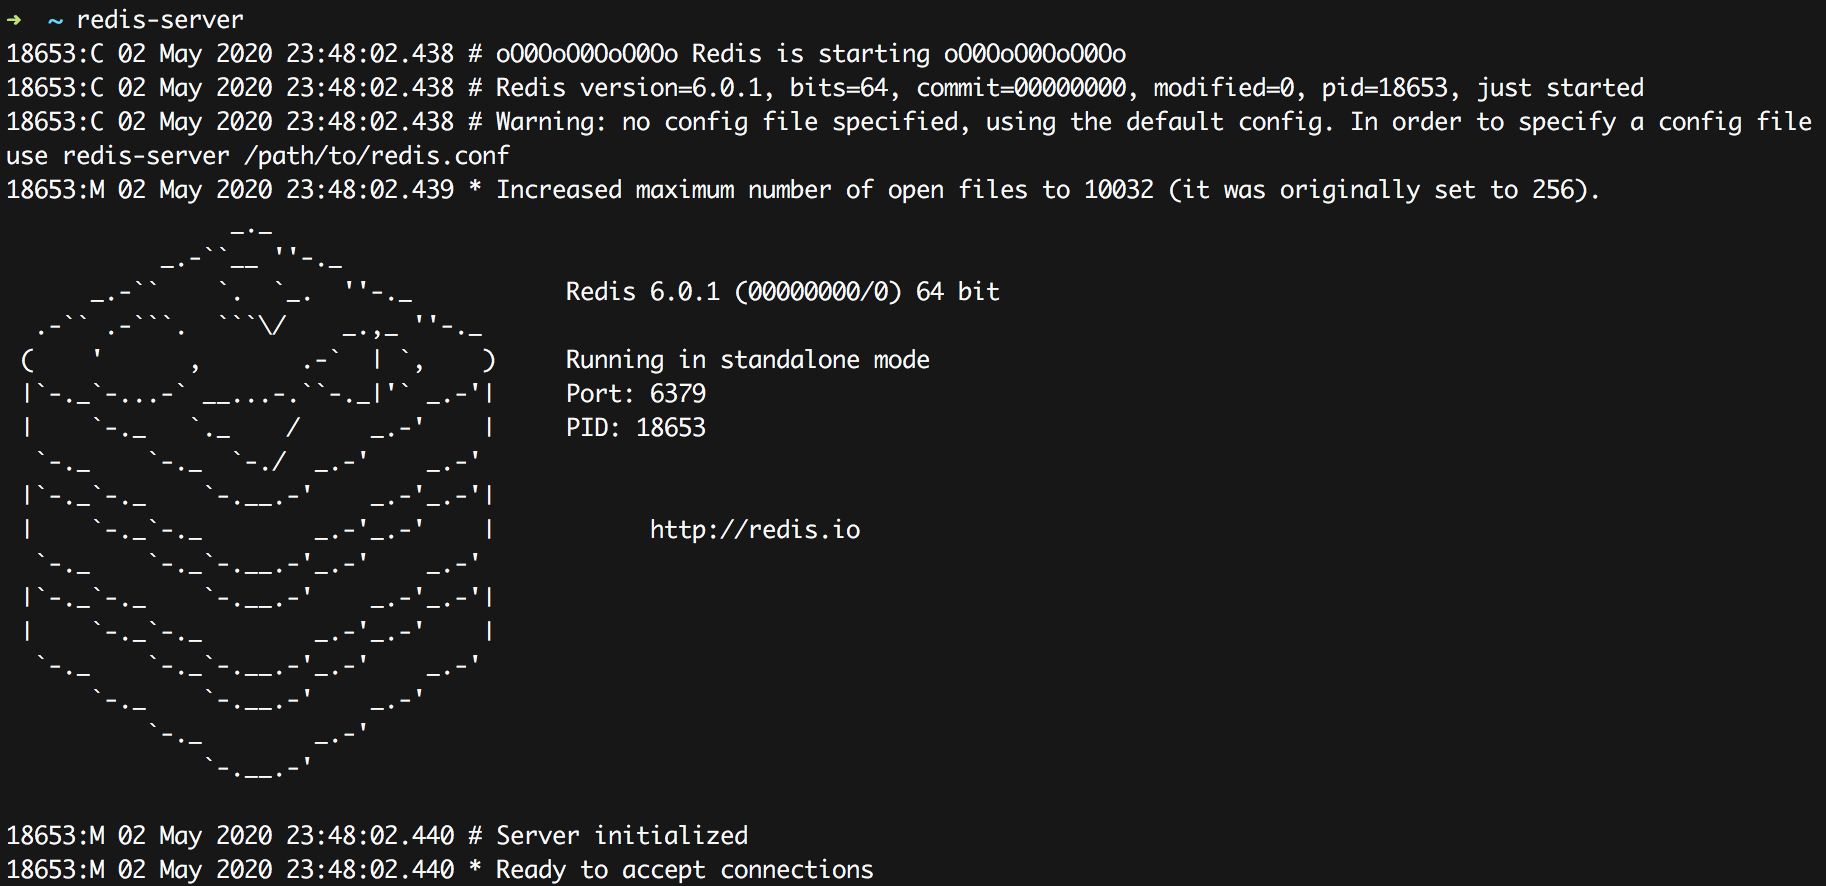 ➜  ~ redis-server
18653:C 02 May 2020 23:48:02.438 # oO0OoO0OoO0Oo Redis is starting oO0OoO0OoO0Oo
18653:C 02 May 2020 23:48:02.438 # Redis version=6.0.1, bits=64, commit=00000000, modified=0, pid=18653, just started
18653:C 02 May 2020 23:48:02.438 # Warning: no config file specified, using the default config. In order to specify a config file
use redis-server /path/to/redis.conf
18653:M 02 May 2020 23:48:02.439 * Increased maximum number of open files to 10032 (it was originally set to 256).
Redis 6.0.1 (00000000/0) 64 bit
Running in standalone mode
Port: 6379
PID: 18653
http://redis.io
18653:M 02 May 2020 23:48:02.440 # Server initialized
18653:M 02 May 2020 23:48:02.440 * Ready to accept connections